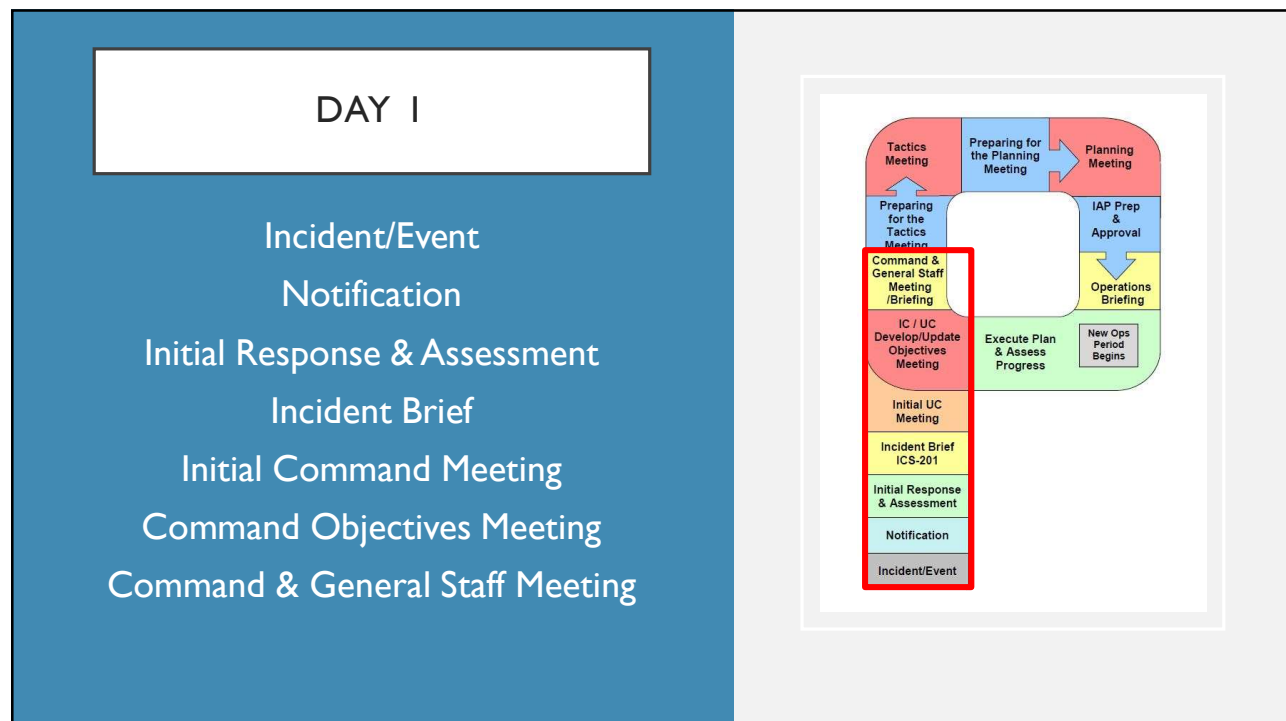 DAY 1
Incident/Event
Notification
Initial Response & Assessment
Incident Brief
Initial Command Meeting
Command Objectives Meeting
Command & General Staff Meeting
Tactics
Meeting
Preparing for
the Planning
Meeting
Planning
Meeting
Preparing
for the
Tactics
Meeting
IAP Prep
&
Approval
Command &
General Staff
Meeting
/Briefing
Operations
Briefing
IC / UC
Develop/Update
Objectives
Meeting
Execute Plan
& Assess
Progress
New Ops
Period
Begins
Initial UC
Meeting
Incident Brief
ICS-201
Initial Response
& Assessment
Notification
Incident/Event